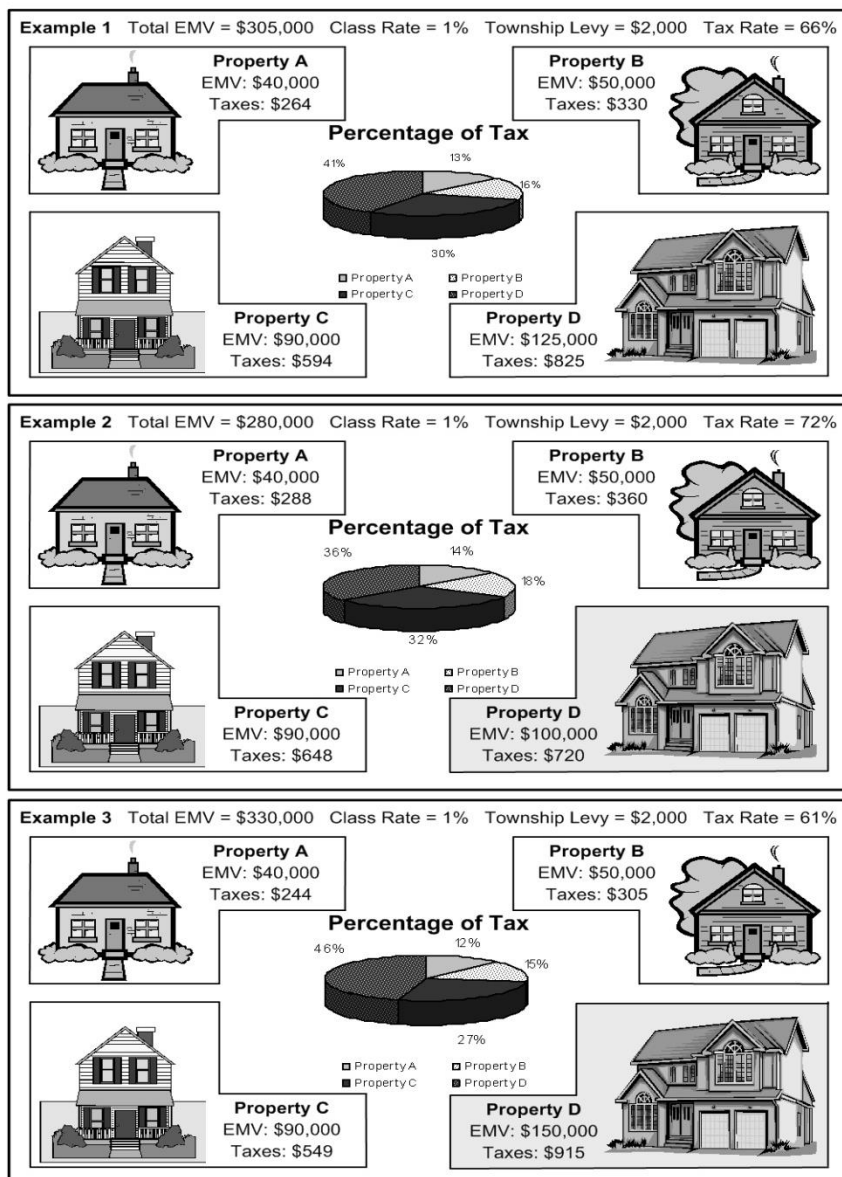 Example 1 Total EMV = $305,000 Class Rate = 1% Township Levy = $2,000 Tax Rate = 66%
Property A
EMV: $40,000
Taxes: $264
Property B
EMV: $50,000
Taxes: $330
Percentage of Tax
41%
13%
16%
30%
Property A
Property B
Property C
Property D
Property C
EMV: $90,000
Taxes: $594
Property D
EMV: $125,000
Taxes: $825
Example 2 Total EMV = $280,000 Class Rate = 1% Township Levy = $2,000 Tax Rate = 72%
Property A
EMV: $40,000
Taxes: $288
Property B
EMV: $50,000
Taxes: $360
Percentage of Tax
36%
14%
18%
32%
Property A
Property B
Property C
Property D
Property C
EMV: $90,000
Taxes: $648
Property D
EMV: $100,000
Taxes: $720
Example 3 Total EMV = $330,000 Class Rate = 1% Township Levy = $2,000 Tax Rate = 61%
Property A
EMV: $40,000
Taxes: $244
Property B
EMV: $50,000
Taxes: $305
Percentage of Tax
46%
12%
15%
27%
Property A
Property B
Property C
Property D
Property C
EMV: $90,000
Taxes: $549
Property D
EMV: $150,000
Taxes: $915